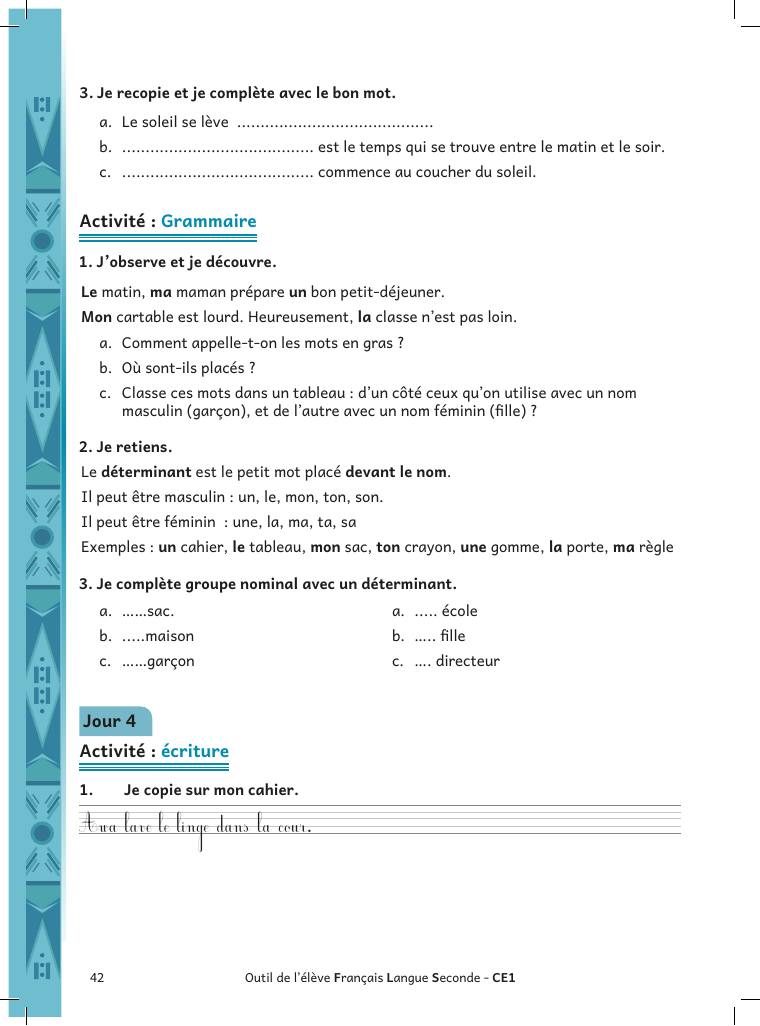 3. Je recopie et je complète avec le bon mot.
a. Le soleil se lève ..........................................
b. ......................................... est le temps qui se trouve entre le matin et le soir.
c. ......................................... commence au coucher du soleil.
Activité : Grammaire
1. J'observe et je découvre.
Le matin, ma maman prépare un bon petit-déjeuner.
Mon cartable est lourd. Heureusement, la classe n'est pas loin.
a. Comment appelle-t-on les mots en gras ?
b. Où sont-ils placés ?
c. Classe ces mots dans un tableau : d'un côté ceux qu'on utilise avec un nom
masculin (garçon), et de l'autre avec un nom féminin (fille) ?
2. Je retiens.
Le déterminant est le petit mot placé devant le nom.
Il peut être masculin : un, le, mon, ton, son.
Il peut être féminin : une, la, ma, ta, sa
Exemples : un cahier, le tableau, mon sac, ton crayon, une gomme, la porte, ma règle
3. Je complète groupe nominal avec un déterminant.
a. ......sac.
b. .....maison
c. ......garçon
a. ..... école
b. ..... fille
c. .... directeur
Jour 4
Activité : écriture
1. Je copie sur mon cahier.
Awa lave le linge dans la cour.
42
Outil de l'élève Français Langue Seconde - CE1